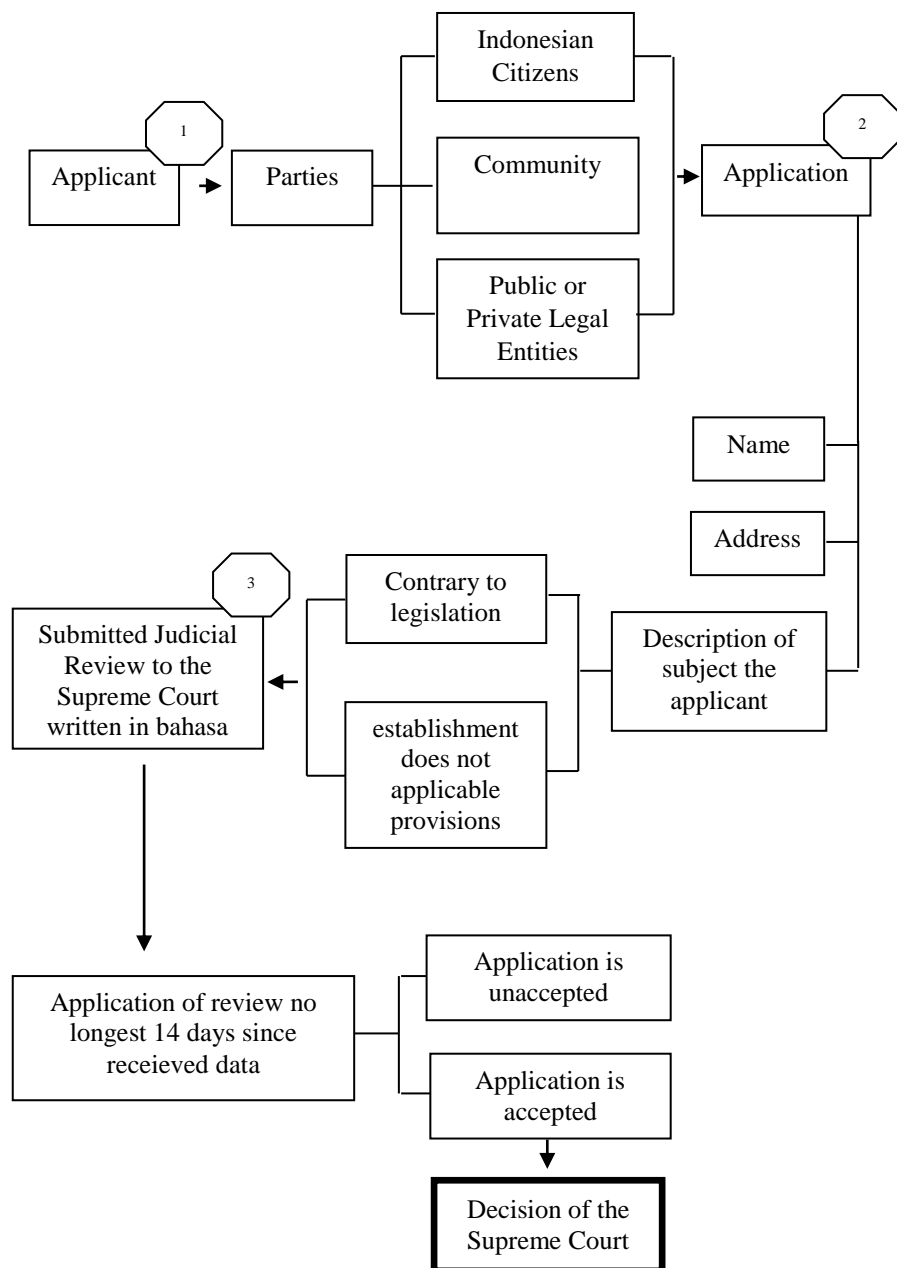 Indonesian
Citizens
1
2
Applicant
Parties
Community
Application
Public or
Private Legal
Entities
Name
Address
3
Contrary to
legislation
Submitted Judicial
Review to the
Supreme Court
written in bahasa
Description of
subject the
applicant
establishment
does not
applicable
provisions
Application is
unaccepted
Application of review no
longest 14 days since
receieved data
Application is
accepted
Decision of the
Supreme Court